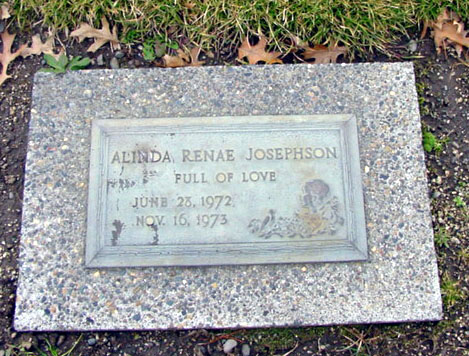 ALINDA RENAE JOSEPHSON
FULL OF LOVE
JUNE 28, 1972
NOV. 16, 1973